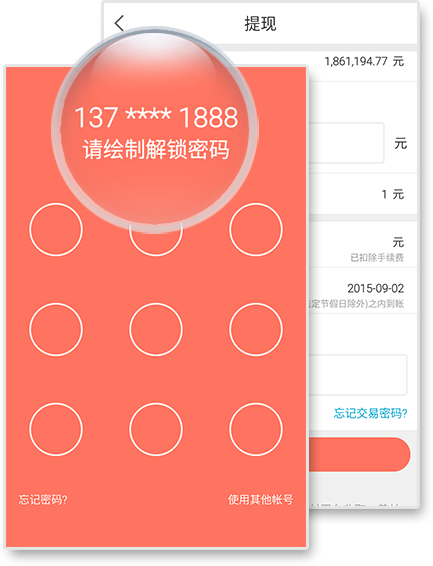 提现
1,861,194.77 元
元
1 元
元
已扣除手续费
2015-09-02
定节假日除外)之内到帐
忘记交易密码?
137 **** 1888
请绘制解锁密码
忘记密码?
使用其他帐号